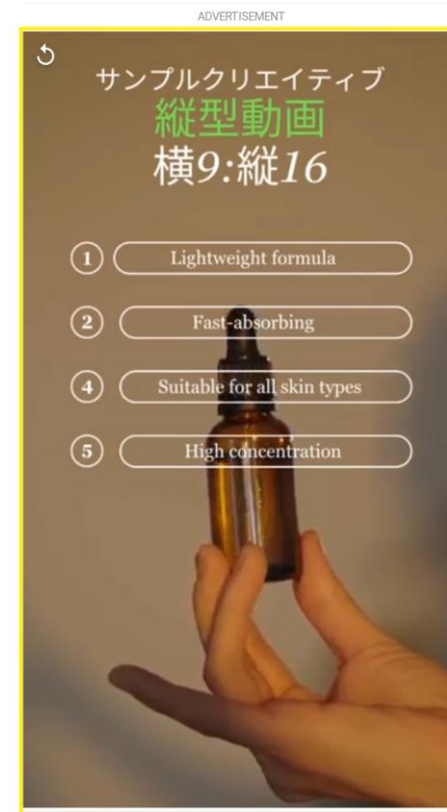 ADVERTISEMENT
サンプルクリエイティブ
縦型動画
横9:縦16
1 Lightweight formula
2 Fast-absorbing
4 Suitable for all skin types
5 High concentration